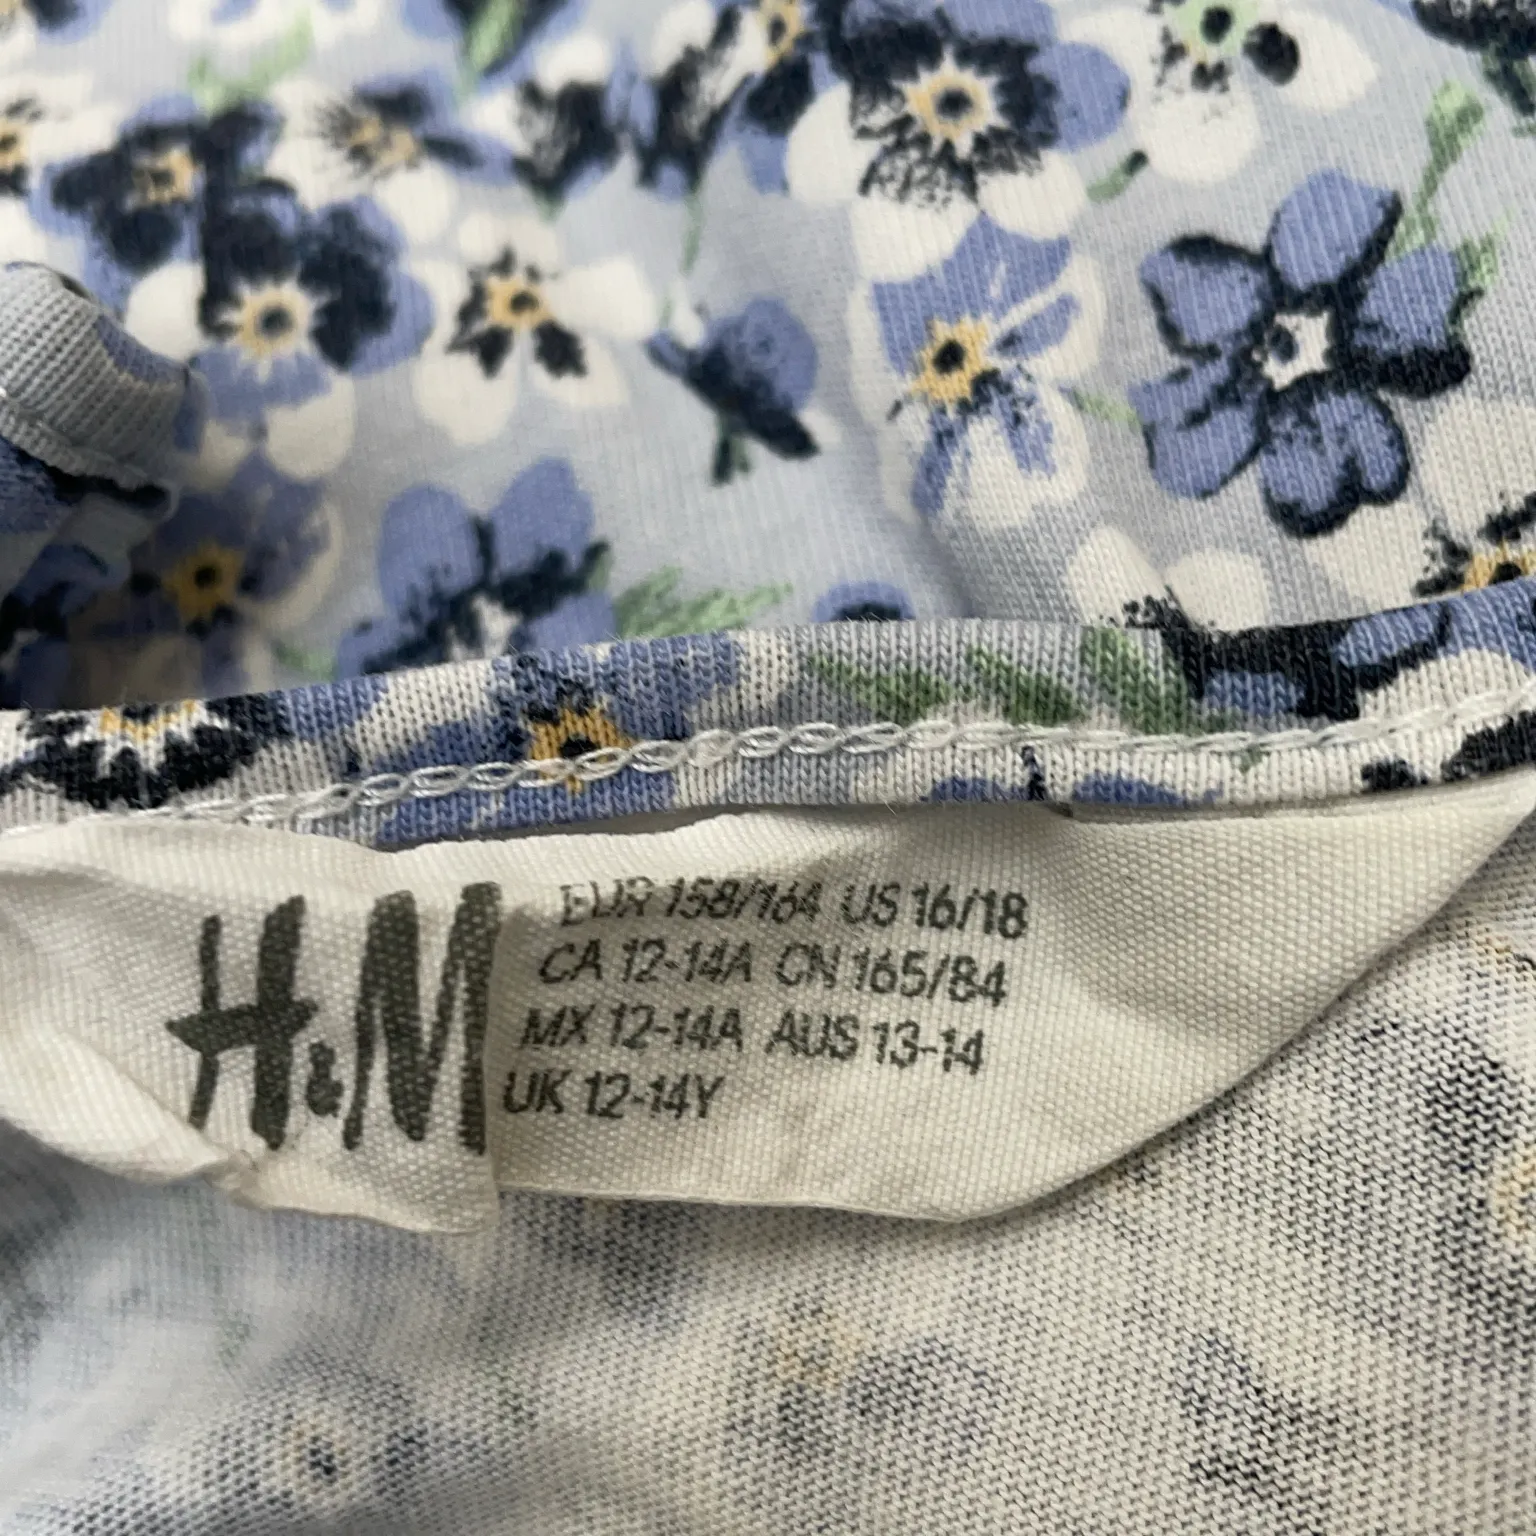 H&M
EUR 158/164 US 16/18
CA 12-14A CN 165/84
MX 12-14A AUS 13-14
UK 12-14Y